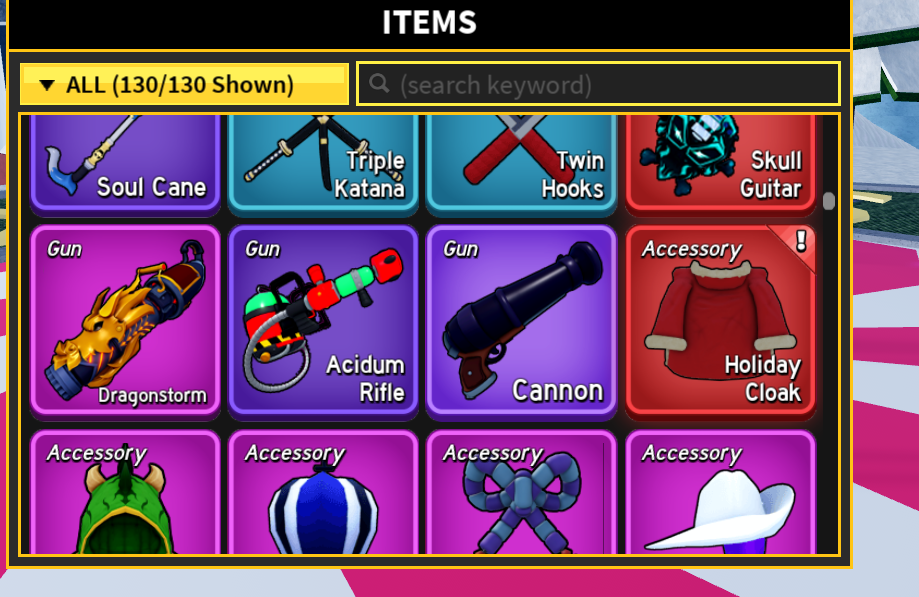 ITEMS
▼ ALL (130/130 Shown)
(search keyword)
Soul Cane
Triple
Katana
Twin
Hooks
Skull
Guitar
Gun
Dragonstorm
Gun
Acidum
Rifle
Gun
Cannon
Accessory
!
Holiday
Cloak
Accessory
Accessory
Accessory
Accessory